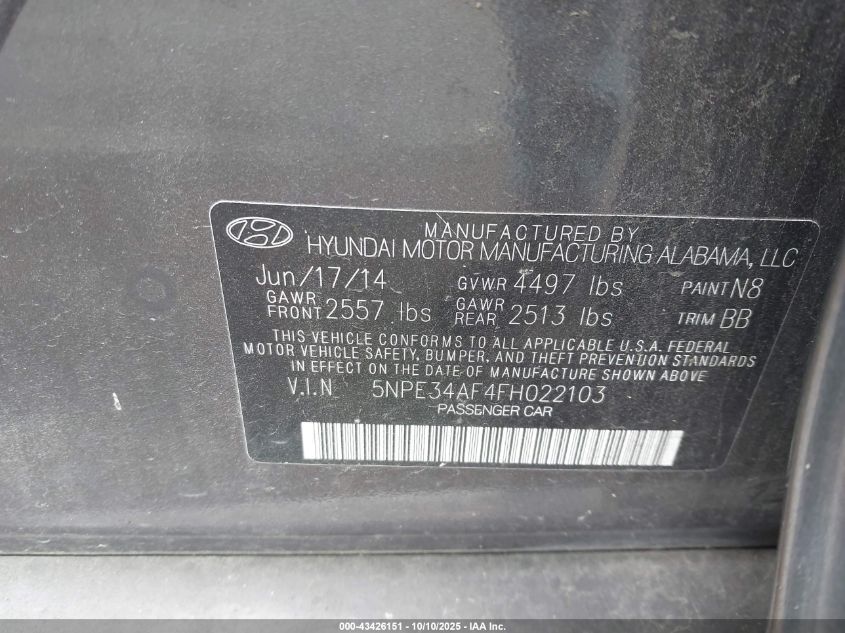 MANUFACTURED BY
HYUNDAI MOTOR MANUFACTURING ALABAMA, LLC
Jun/17/14 GVWR 4497 lbs PAINT N8
GAWR FRONT 2557 lbs GAWR REAR 2513 lbs TRIM BB
THIS VEHICLE CONFORMS TO ALL APPLICABLE U.S.A. FEDERAL
MOTOR VEHICLE SAFETY, BUMPER, AND THEFT PREVENTION STANDARDS
IN EFFECT ON THE DATE OF MANUFACTURE SHOWN ABOVE
V.I.N 5NPE34AF4FH022103
PASSENGER CAR
000-43426151 - 10/10/2025 - IAA Inc.